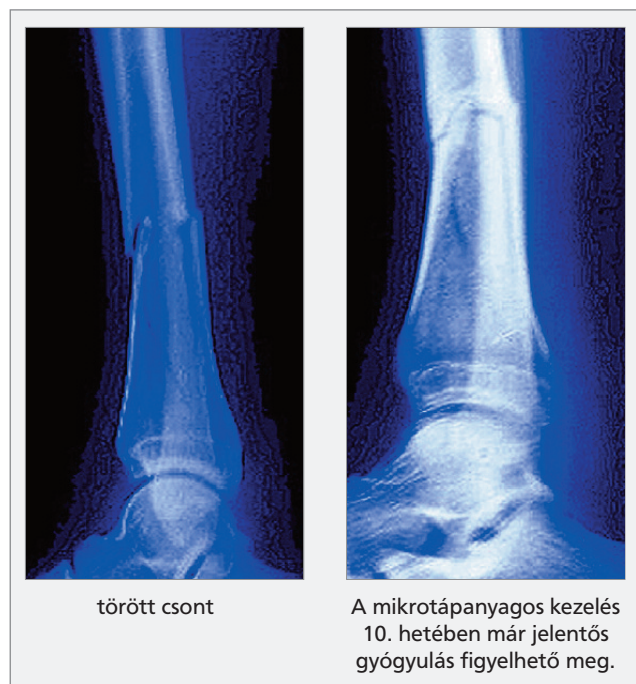 törött csont
A mikrotápanyagos kezelés
10. hetében már jelentős
gyógyulás figyelhető meg.